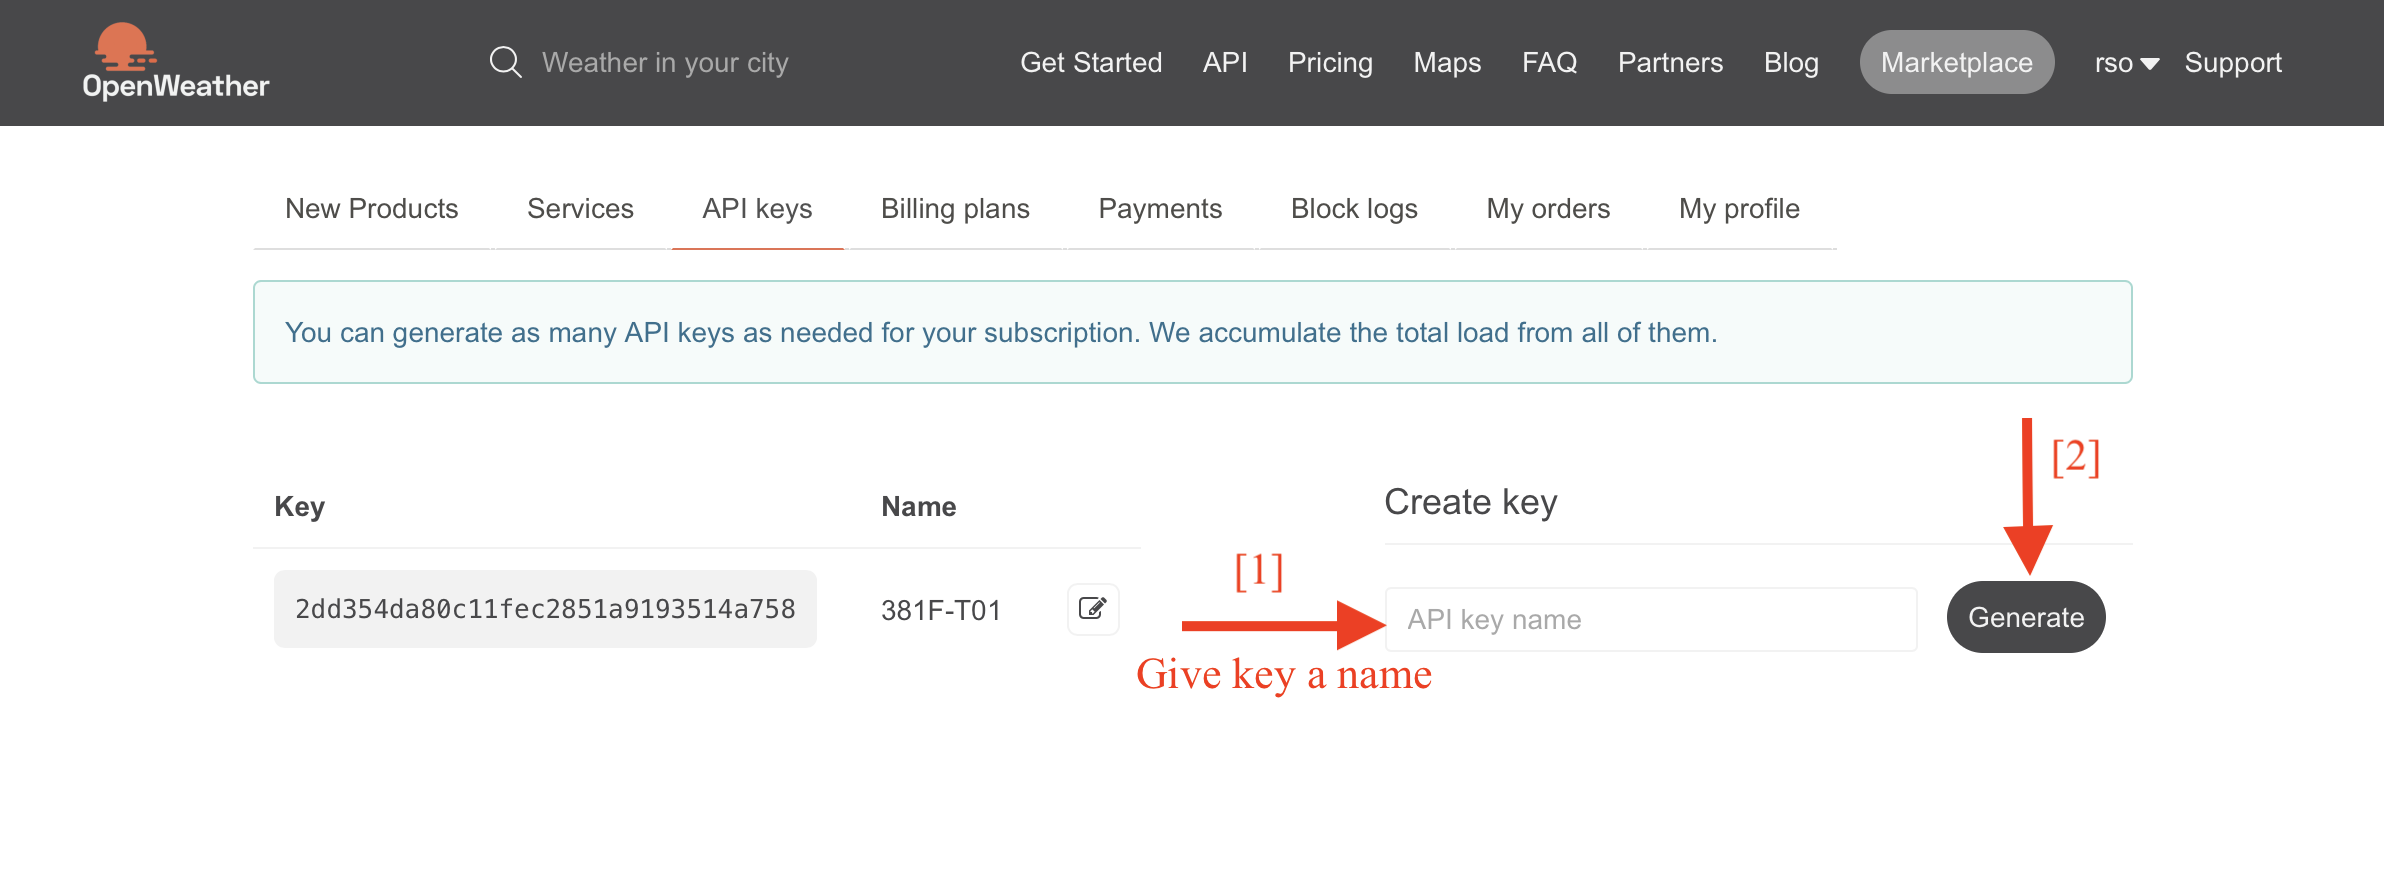 OpenWeather
Weather in your city
Get Started API Pricing Maps FAQ Partners Blog Marketplace rso Support
New Products Services API keys Billing plans Payments Block logs My orders My profile
You can generate as many API keys as needed for your subscription. We accumulate the total load from all of them.
[2]
Key Name
Create key
2dd354da80c11fec2851a9193514a758 381F-T01
[1]
API key name Generate
Give key a name